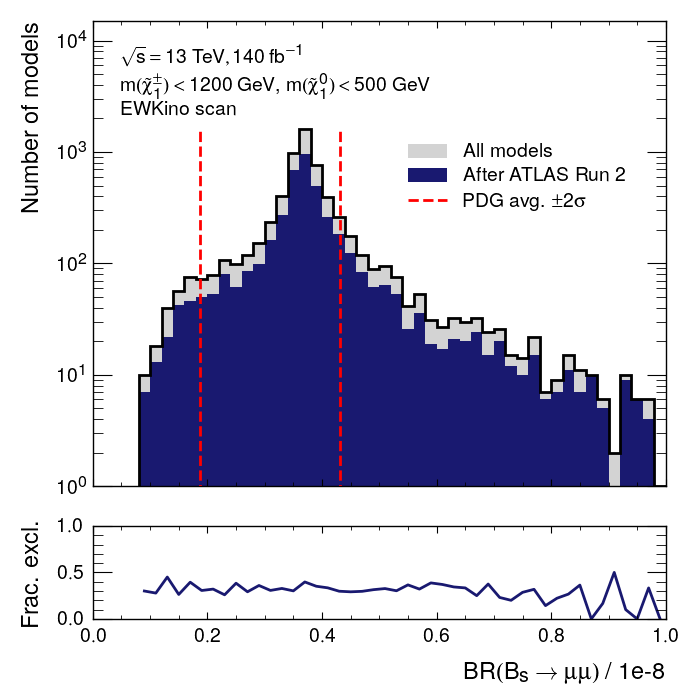 Number of models
10⁴
10³
10²
10¹
10⁰
√s = 13 TeV, 140 fb⁻¹
m(χ̃₁±) < 1200 GeV, m(χ̃₁⁰) < 500 GeV
EWKino scan
All models
After ATLAS Run 2
PDG avg. ±2σ
Frac. excl.
1.0
0.5
0.0
0.0 0.2 0.4 0.6 0.8 1.0
BR(Bₛ → μμ) / 1e-8